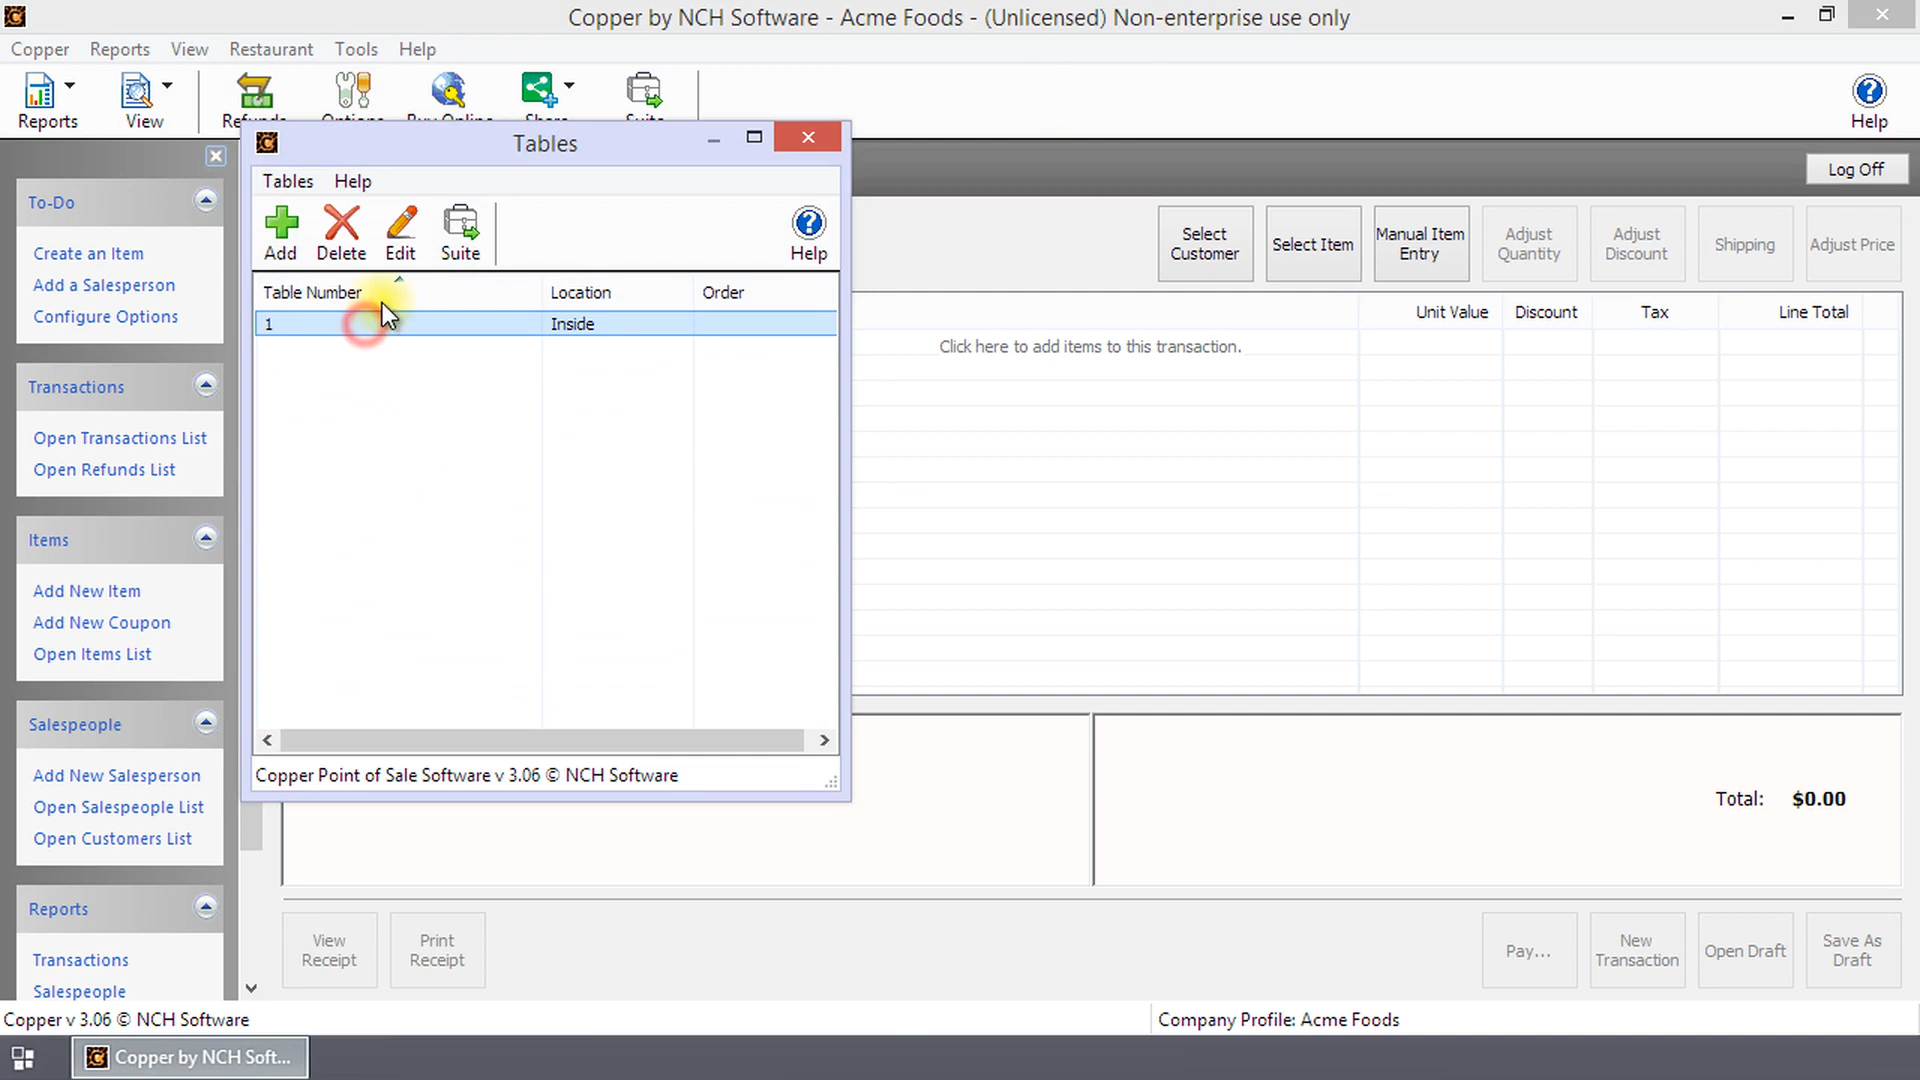 Copper by NCH Software - Acme Foods - (Unlicensed) Non-enterprise use only
Copper Reports View Restaurant Tools Help
Reports View Refunds Options Buy Online Share Suite Help
Tables
Log Off
Tables Help
Add Delete Edit Suite Help
Table Number Location Order
1 Inside
Copper Point of Sale Software v 3.06 © NCH Software
To-Do
Create an Item
Add a Salesperson
Configure Options
Transactions
Open Transactions List
Open Refunds List
Items
Add New Item
Add New Coupon
Open Items List
Salespeople
Add New Salesperson
Open Salespeople List
Open Customers List
Reports
Transactions
Salespeople
Select
Customer
Select Item
Manual Item
Entry
Adjust
Quantity
Adjust
Discount
Shipping
Adjust Price
Unit Value Discount Tax Line Total
Click here to add items to this transaction.
Total: $0.00
View
Receipt
Print
Receipt
Pay...
New
Transaction
Open Draft
Save As
Draft
Copper v 3.06 © NCH Software
Company Profile: Acme Foods
Copper by NCH Soft...